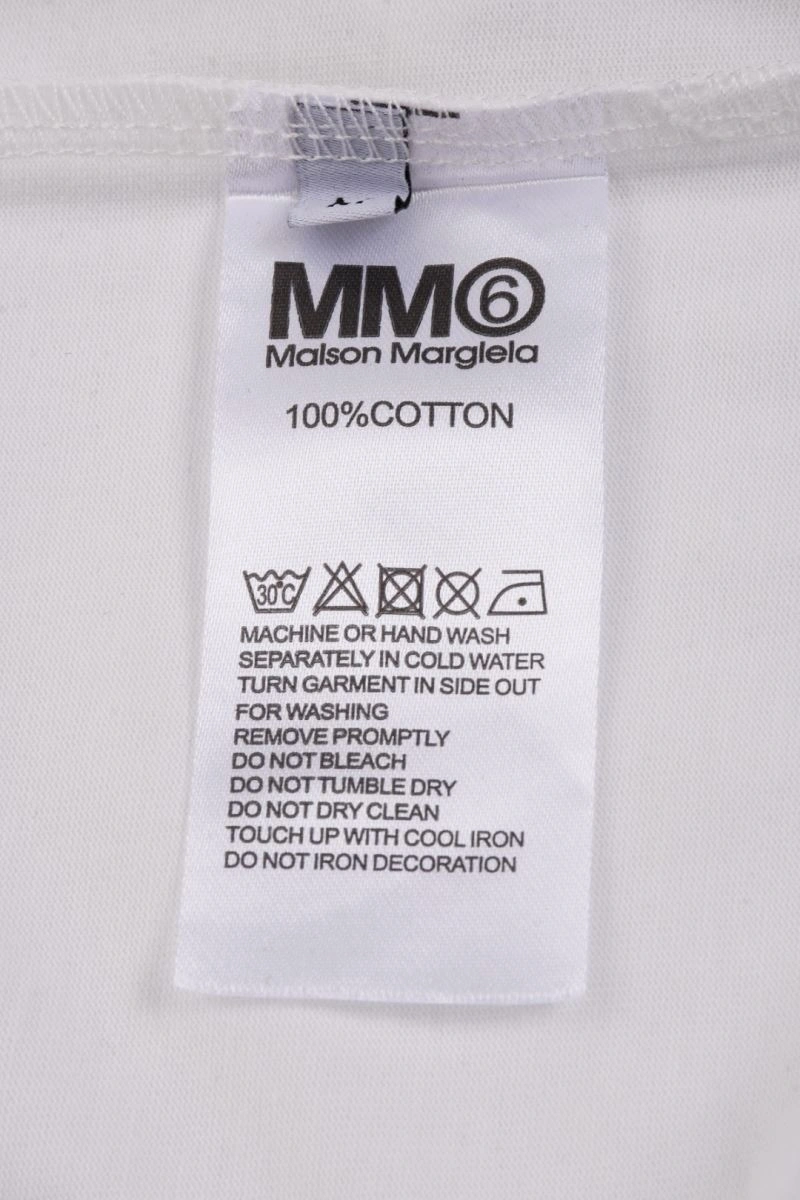 MM6
Maison Margiela
100%COTTON
30°C
MACHINE OR HAND WASH
SEPARATELY IN COLD WATER
TURN GARMENT IN SIDE OUT
FOR WASHING
REMOVE PROMPTLY
DO NOT BLEACH
DO NOT TUMBLE DRY
DO NOT DRY CLEAN
TOUCH UP WITH COOL IRON
DO NOT IRON DECORATION